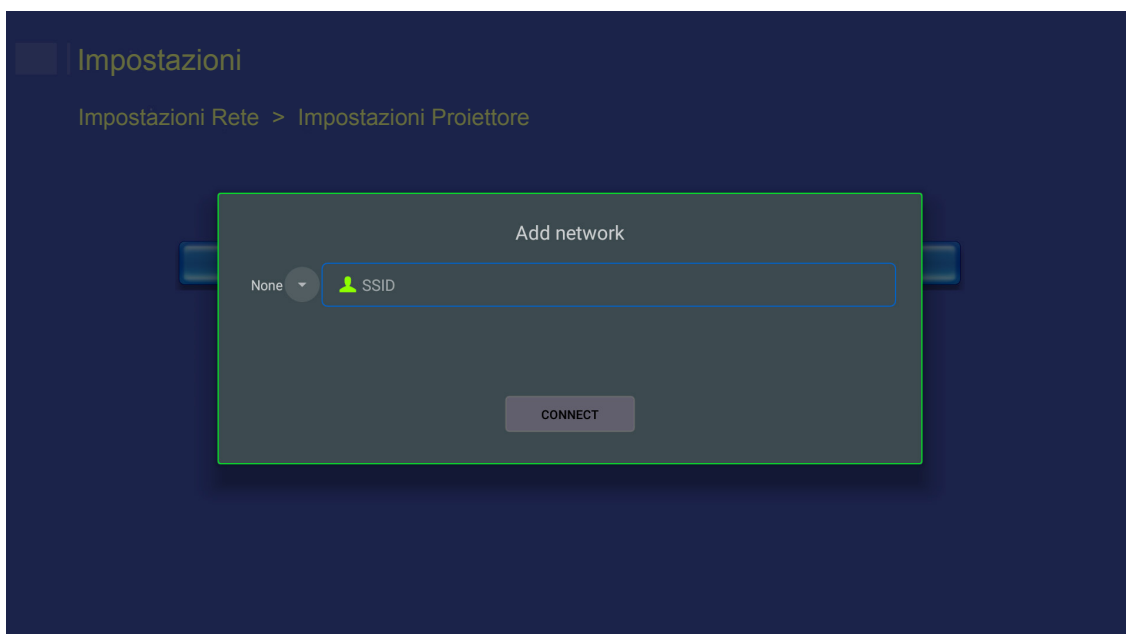 Impostazioni
Impostazioni Rete > Impostazioni Proiettore
Add network
None SSID
CONNECT